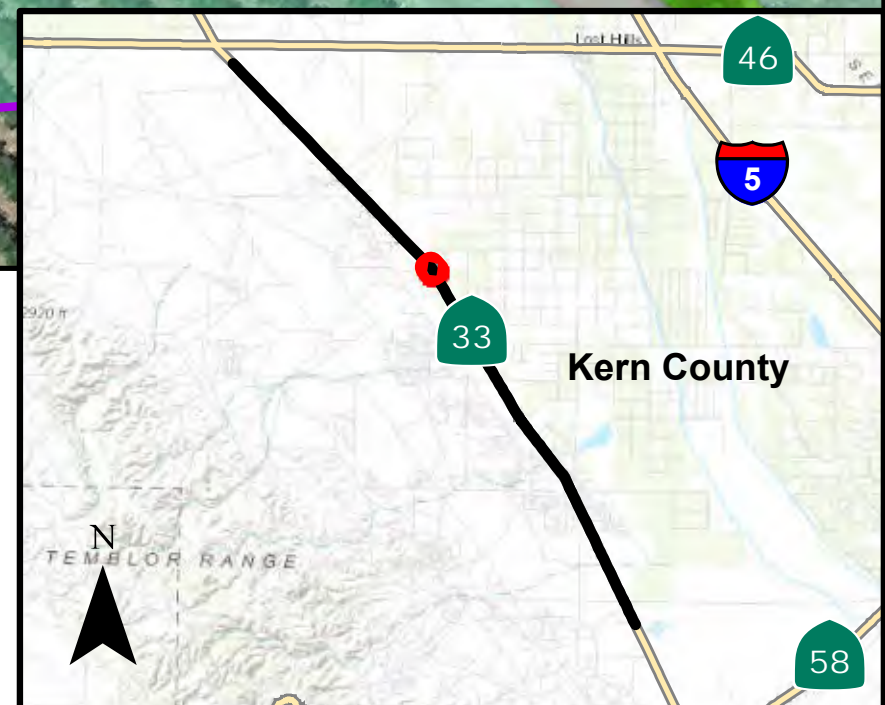 Lost Hills
46
S E
5
2920 ft
33
Kern County
N
TEMBLOR RANGE
58